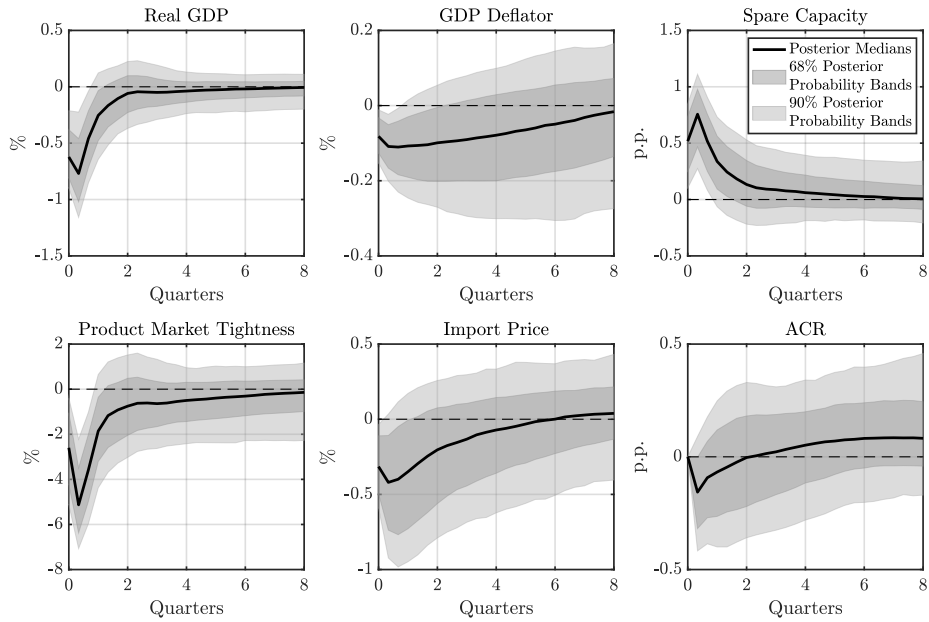 Real GDP
0.5
0
-0.5
-1
-1.5
%
0 2 4 6 8
Quarters
GDP Deflator
0.2
0
-0.2
0.4
%
0 2 4 6 8
Quarters
Spare Capacity
1.5
1
0.5
0
-0.5
p.p.
Posterior Medians
68% Posterior
Probability Bands
90% Posterior
Probability Bands
0 2 4 6 8
Quarters
Product Market Tightness
2
0
-2
-4
-6
-8
%
0 2 4 6 8
Quarters
Import Price
0.5
0
-0.5
1
%
0 2 4 6 8
Quarters
ACR
0.5
0
-0.5
p.p.
0 2 4 6 8
Quarters